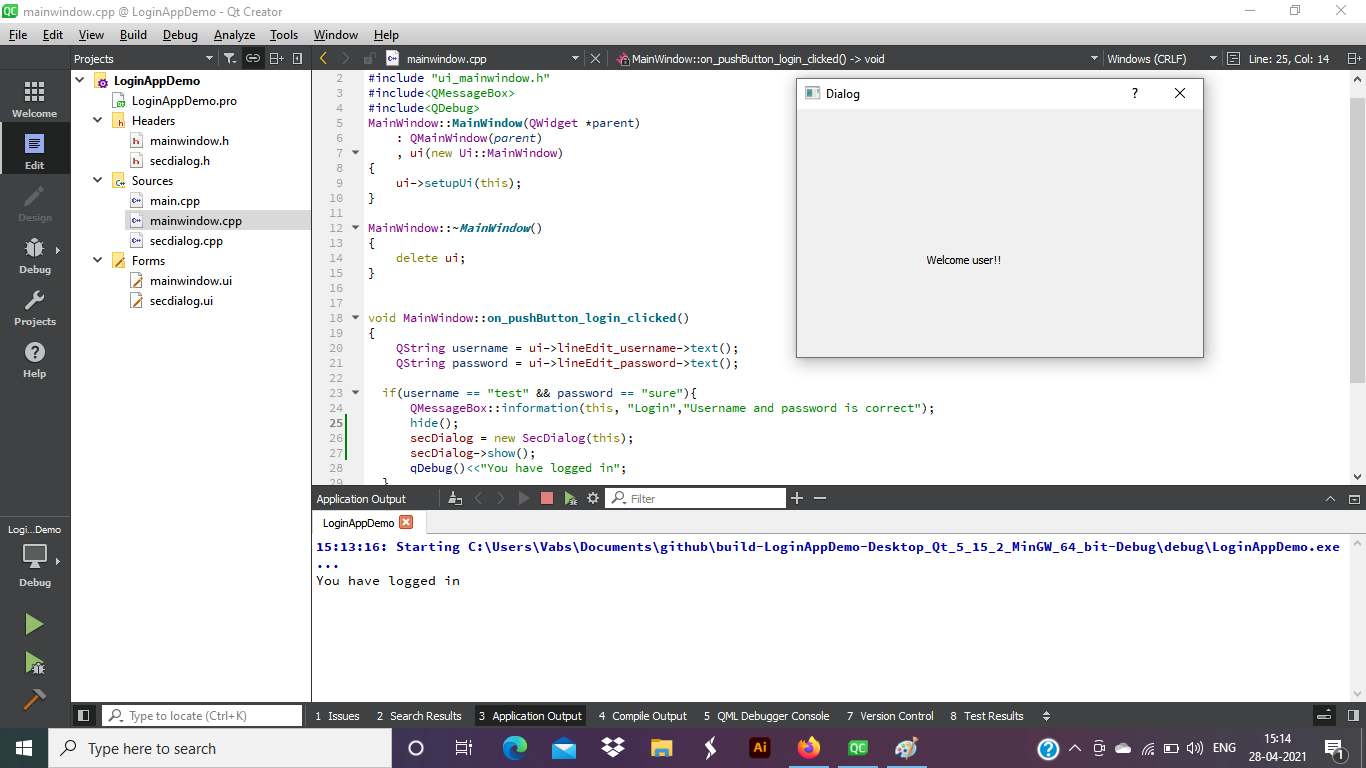 mainwindow.cpp @ LoginAppDemo - Qt Creator
File Edit View Build Debug Analyze Tools Window Help
Projects
mainwindow.cpp
MainWindow::on_pushButton_login_clicked() -> void
Windows (CRLF)
Line: 25, Col: 14
Welcome
Edit
Design
Debug
Projects
Help
Logi...Demo
Debug
LoginAppDemo
LoginAppDemo.pro
Headers
mainwindow.h
secdialog.h
Sources
main.cpp
mainwindow.cpp
secdialog.cpp
Forms
mainwindow.ui
secdialog.ui
2 #include "ui_mainwindow.h"
3 #include<QMessageBox>
4 #include<QDebug>
5 MainWindow::MainWindow(QWidget *parent)
6 : QMainWindow(parent)
7 , ui(new Ui::MainWindow)
8 {
9 ui->setupUi(this);
10 }
11
12 MainWindow::~MainWindow()
13 {
14 delete ui;
15 }
16
17
18 void MainWindow::on_pushButton_login_clicked()
19 {
20 QString username = ui->lineEdit_username->text();
21 QString password = ui->lineEdit_password->text();
22
23 if(username == "test" && password == "sure"){
24 QMessageBox::information(this, "Login","Username and password is correct");
25 hide();
26 secDialog = new SecDialog(this);
27 secDialog->show();
28 qDebug()<<"You have logged in";
29 }
Dialog
?
Welcome user!!
Application Output
Filter
LoginAppDemo
15:13:16: Starting C:\Users\Vabs\Documents\github\build-LoginAppDemo-Desktop_Qt_5_15_2_MinGW_64_bit-Debug\debug\LoginAppDemo.exe
...
You have logged in
Type to locate (Ctrl+K)
1 Issues 2 Search Results 3 Application Output 4 Compile Output 5 QML Debugger Console 7 Version Control 8 Test Results
Type here to search
Ai
QC
ENG
15:14
28-04-2021
1